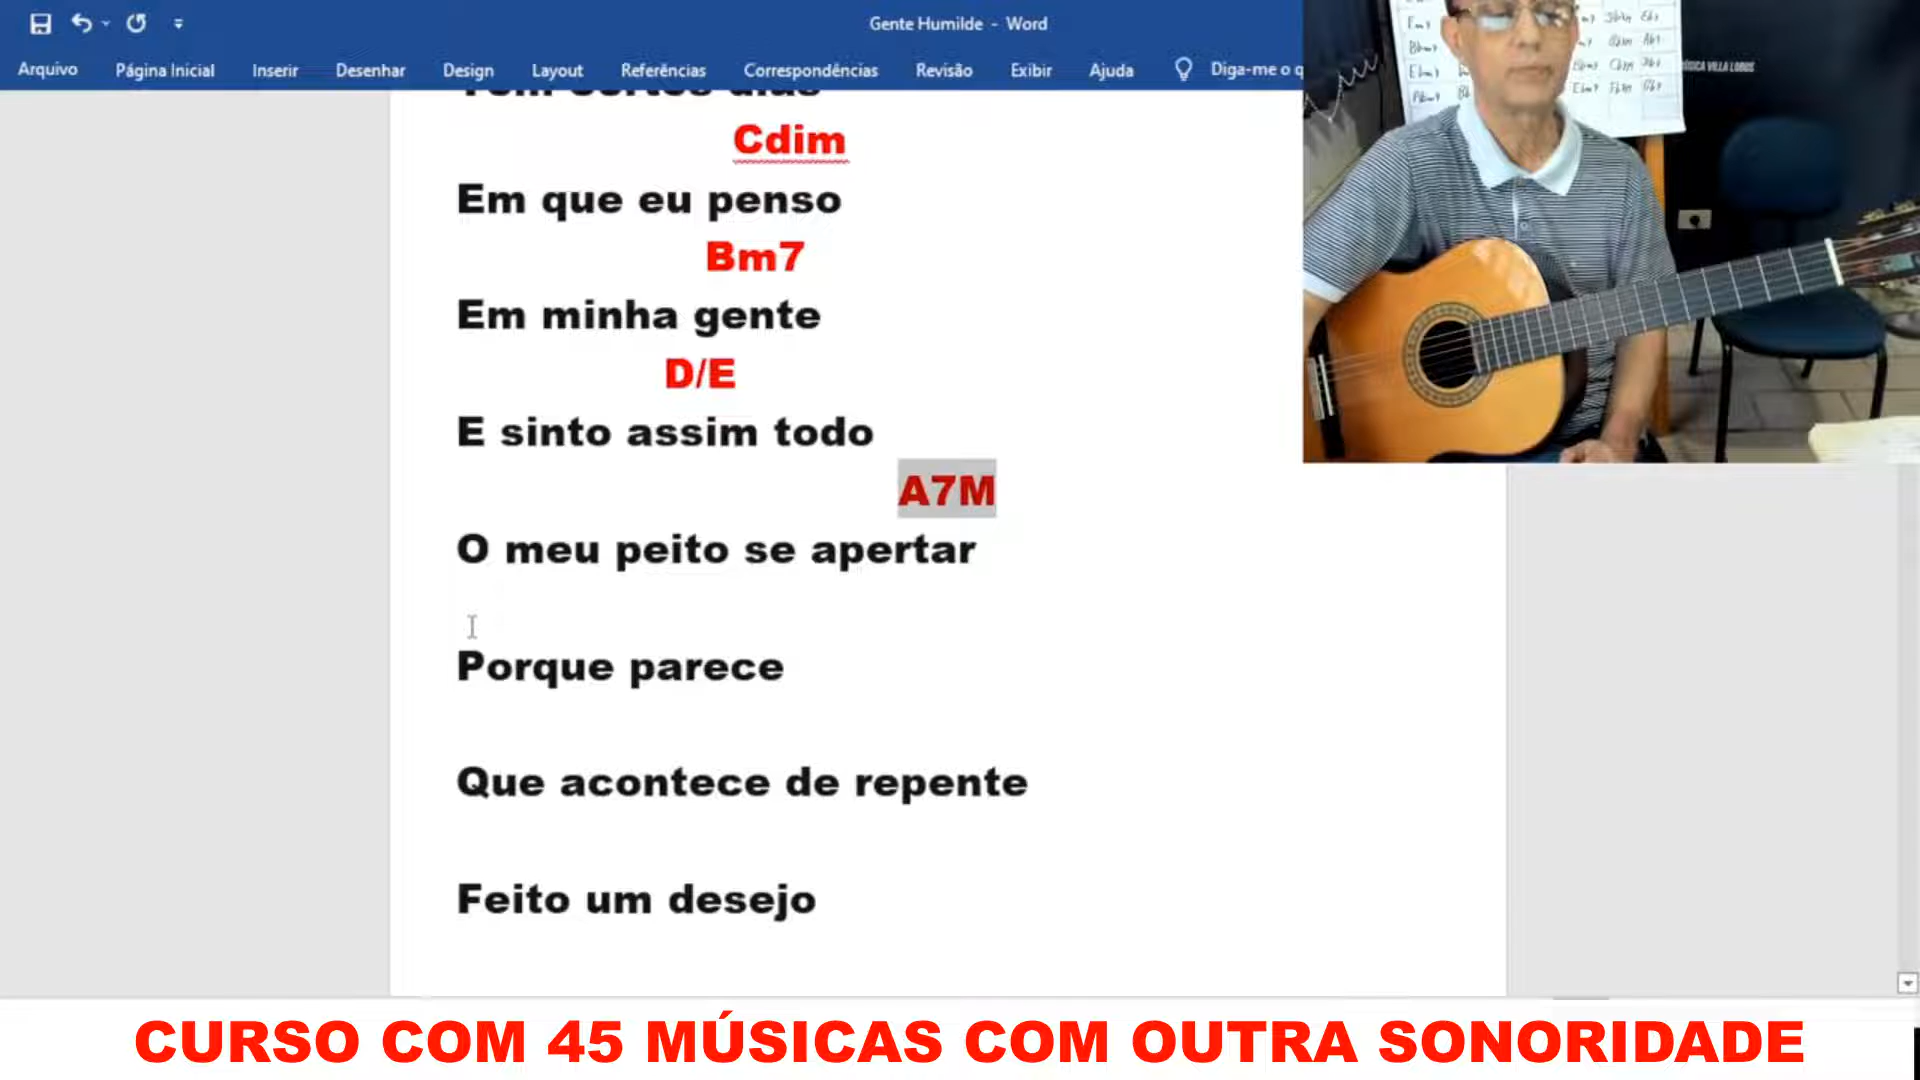 Gente Humilde - Word
Arquivo Página Inicial Inserir Desenhar Design Layout Referências Correspondências Revisão Exibir Ajuda Diga-me o q
Cdim
Em que eu penso
Bm7
Em minha gente
D/E
E sinto assim todo
A7M
O meu peito se apertar
Porque parece
Que acontece de repente
Feito um desejo
CURSO COM 45 MÚSICAS COM OUTRA SONORIDADE